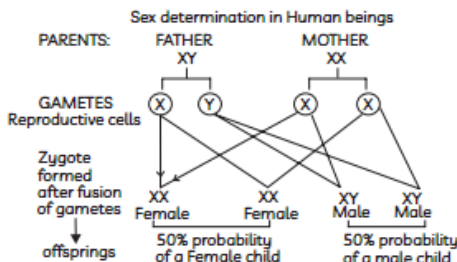 Sex determination in Human beings
PARENTS: FATHER MOTHER
XY XX
GAMETES X Y X X
Reproductive cells
Zygote
formed
after fusion
of gametes
XX XX XY XY
Female Female Male Male
offsprings
50% probability 50% probability
of a Female child of a male child